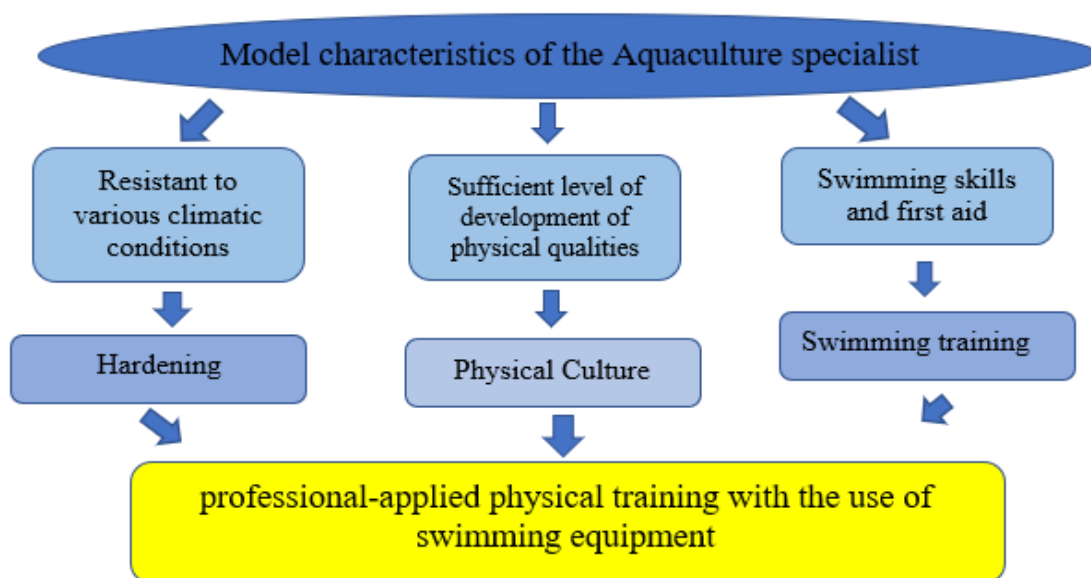 Model characteristics of the Aquaculture specialist
Resistant to
various climatic
conditions
Sufficient level of
development of
physical qualities
Swimming skills
and first aid
Hardening
Physical Culture
Swimming training
professional-applied physical training with the use of
swimming equipment